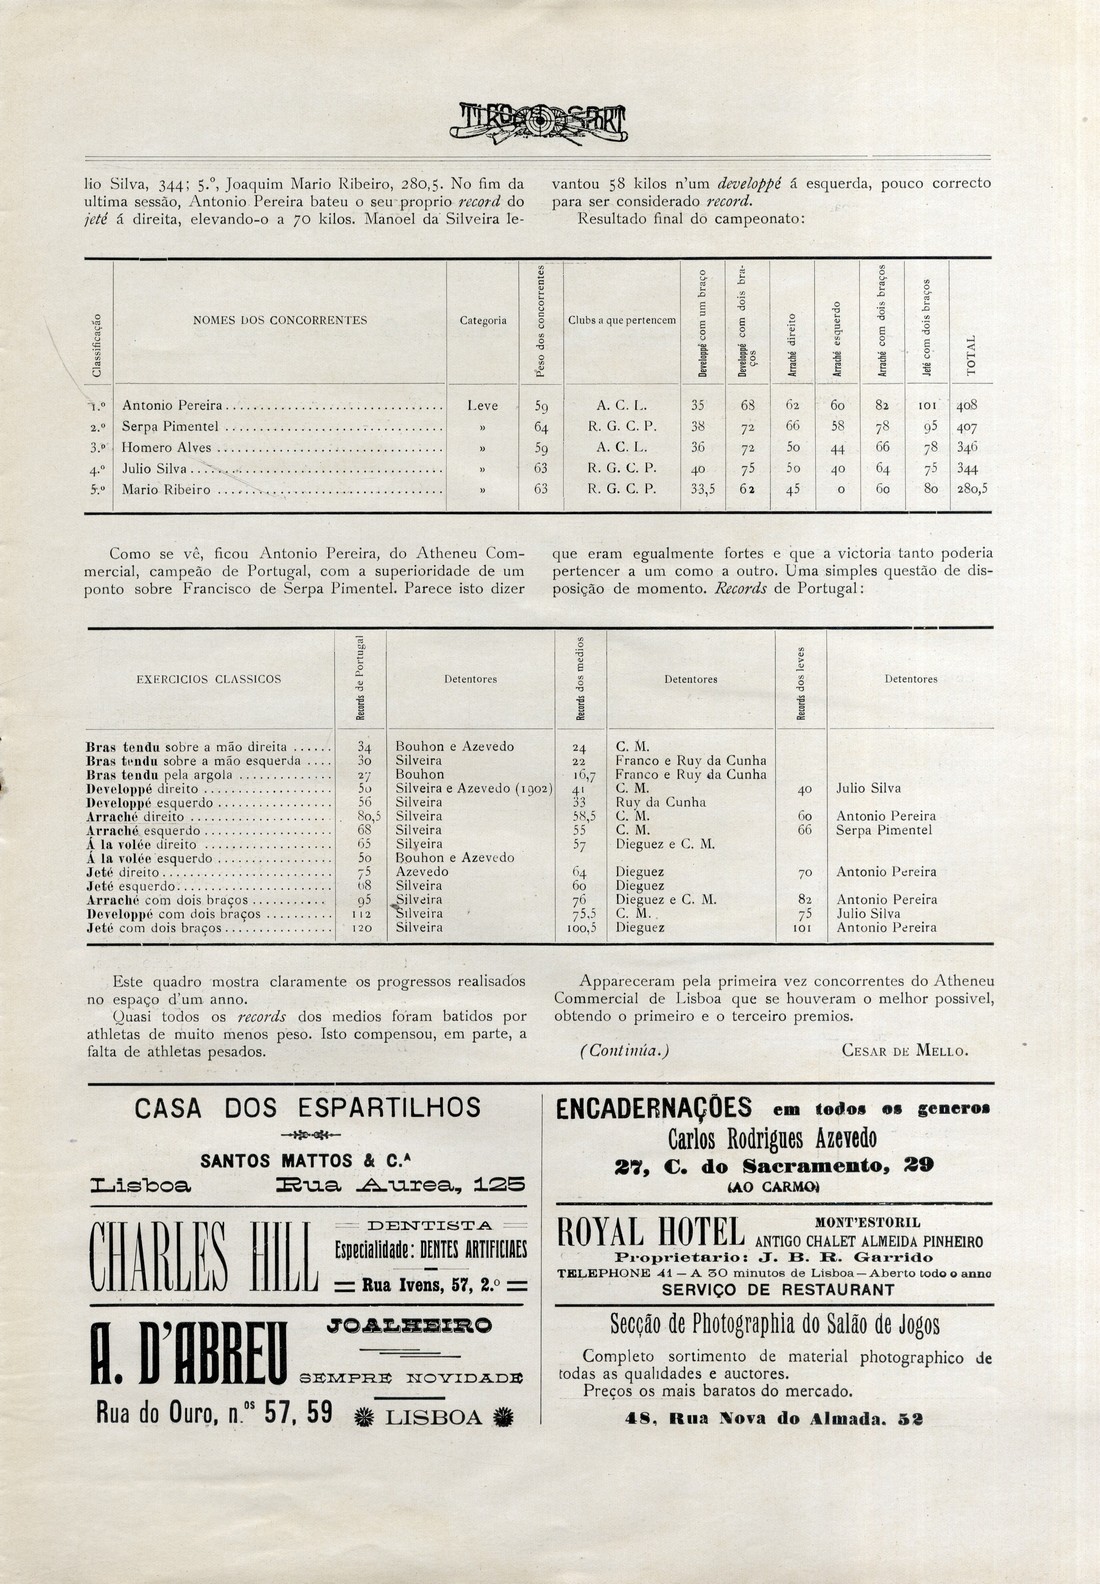 TIRO E SPORT
lio Silva, 344; 5.º, Joaquim Mario Ribeiro, 280,5. No fim da
ultima sessão, Antonio Pereira bateu o seu proprio record do
jeté á direita, elevando-o a 70 kilos. Manoel da Silveira le-
vantou 58 kilos n'um developpé á esquerda, pouco correcto
para ser considerado record.
Resultado final do campeonato:
Classificação NOMES DOS CONCORRENTES Categoria Peso dos concorrentes Clubs a que pertencem Developpé com um braço Developpé com dois bra-ços Arraché direito Arraché esquerdo Arraché com dois braços Jeté com dois braços TOTAL
1.º Antonio Pereira Leve 59 A. C. L. 35 68 62 60 82 101 408
2.º Serpa Pimentel » 64 R. G. C. P. 38 72 66 58 78 95 407
3.º Homero Alves » 59 A. C. L. 36 72 50 44 66 78 346
4.º Julio Silva » 63 R. G. C. P. 40 75 50 40 64 75 344
5.º Mario Ribeiro » 63 R. G. C. P. 33,5 62 45 0 60 80 280,5
Como se vê, ficou Antonio Pereira, do Atheneu Com-
mercial, campeão de Portugal, com a superioridade de um
ponto sobre Francisco de Serpa Pimentel. Parece isto dizer
que eram egualmente fortes e que a victoria tanto poderia
pertencer a um como a outro. Uma simples questão de dis-
posição de momento. Records de Portugal:
EXERCICIOS CLASSICOS Records de Portugal Detentores Records dos medios Detentores Records dos leves Detentores
Bras tendu sobre a mão direita 34 Bouhon e Azevedo 24 C. M.
Bras tendu sobre a mão esquerda 30 Silveira 22 Franco e Ruy da Cunha
Bras tendu pela argola 27 Bouhon 16,7 Franco e Ruy da Cunha
Developpé direito 50 Silveira e Azevedo (1902) 41 C. M. 40 Julio Silva
Developpé esquerdo 56 Silveira 33 Ruy da Cunha
Arraché direito 80,5 Silveira 58,5 C. M. 60 Antonio Pereira
Arraché esquerdo 68 Silveira 55 C. M. 66 Serpa Pimentel
Á la volée direito 65 Silveira 57 Dieguez e C. M.
Á la volée esquerdo 50 Bouhon e Azevedo
Jeté direito 75 Azevedo 64 Dieguez 70 Antonio Pereira
Jeté esquerdo 68 Silveira 60 Dieguez
Arraché com dois braços 95 Silveira 76 Dieguez e C. M. 82 Antonio Pereira
Developpé com dois braços 112 Silveira 75,5 C. M. 75 Julio Silva
Jeté com dois braços 120 Silveira 100,5 Dieguez 101 Antonio Pereira
Este quadro mostra claramente os progressos realisados
no espaço d'um anno.
Quasi todos os records dos medios foram batidos por
athletas de muito menos peso. Isto compensou, em parte, a
falta de athletas pesados.
Appareceram pela primeira vez concorrentes do Atheneu
Commercial de Lisboa que se houveram o melhor possivel,
obtendo o primeiro e o terceiro premios.
(Continúa.) CESAR DE MELLO.
CASA DOS ESPARTILHOS
SANTOS MATTOS & C.ᴬ
Lisboa Rua Aurea, 125
CHARLES HILL
DENTISTA
Especialidade: DENTES ARTIFICIAES
Rua Ivens, 57, 2.º
A. D'ABREU
JOALHEIRO
SEMPRE NOVIDADE
Rua do Ouro, n.ºs 57, 59 LISBOA
ENCADERNAÇÕES em todos os generos
Carlos Rodrigues Azevedo
27, C. do Sacramento, 29
(AO CARMO)
ROYAL HOTEL
MONT'ESTORIL
ANTIGO CHALET ALMEIDA PINHEIRO
Proprietario: J. B. R. Garrido
TELEPHONE 41 — A 30 minutos de Lisboa — Aberto todo o anno
SERVIÇO DE RESTAURANT
Secção de Photographia do Salão de Jogos
Completo sortimento de material photographico de
todas as qualidades e auctores.
Preços os mais baratos do mercado.
48, Rua Nova do Almada. 52